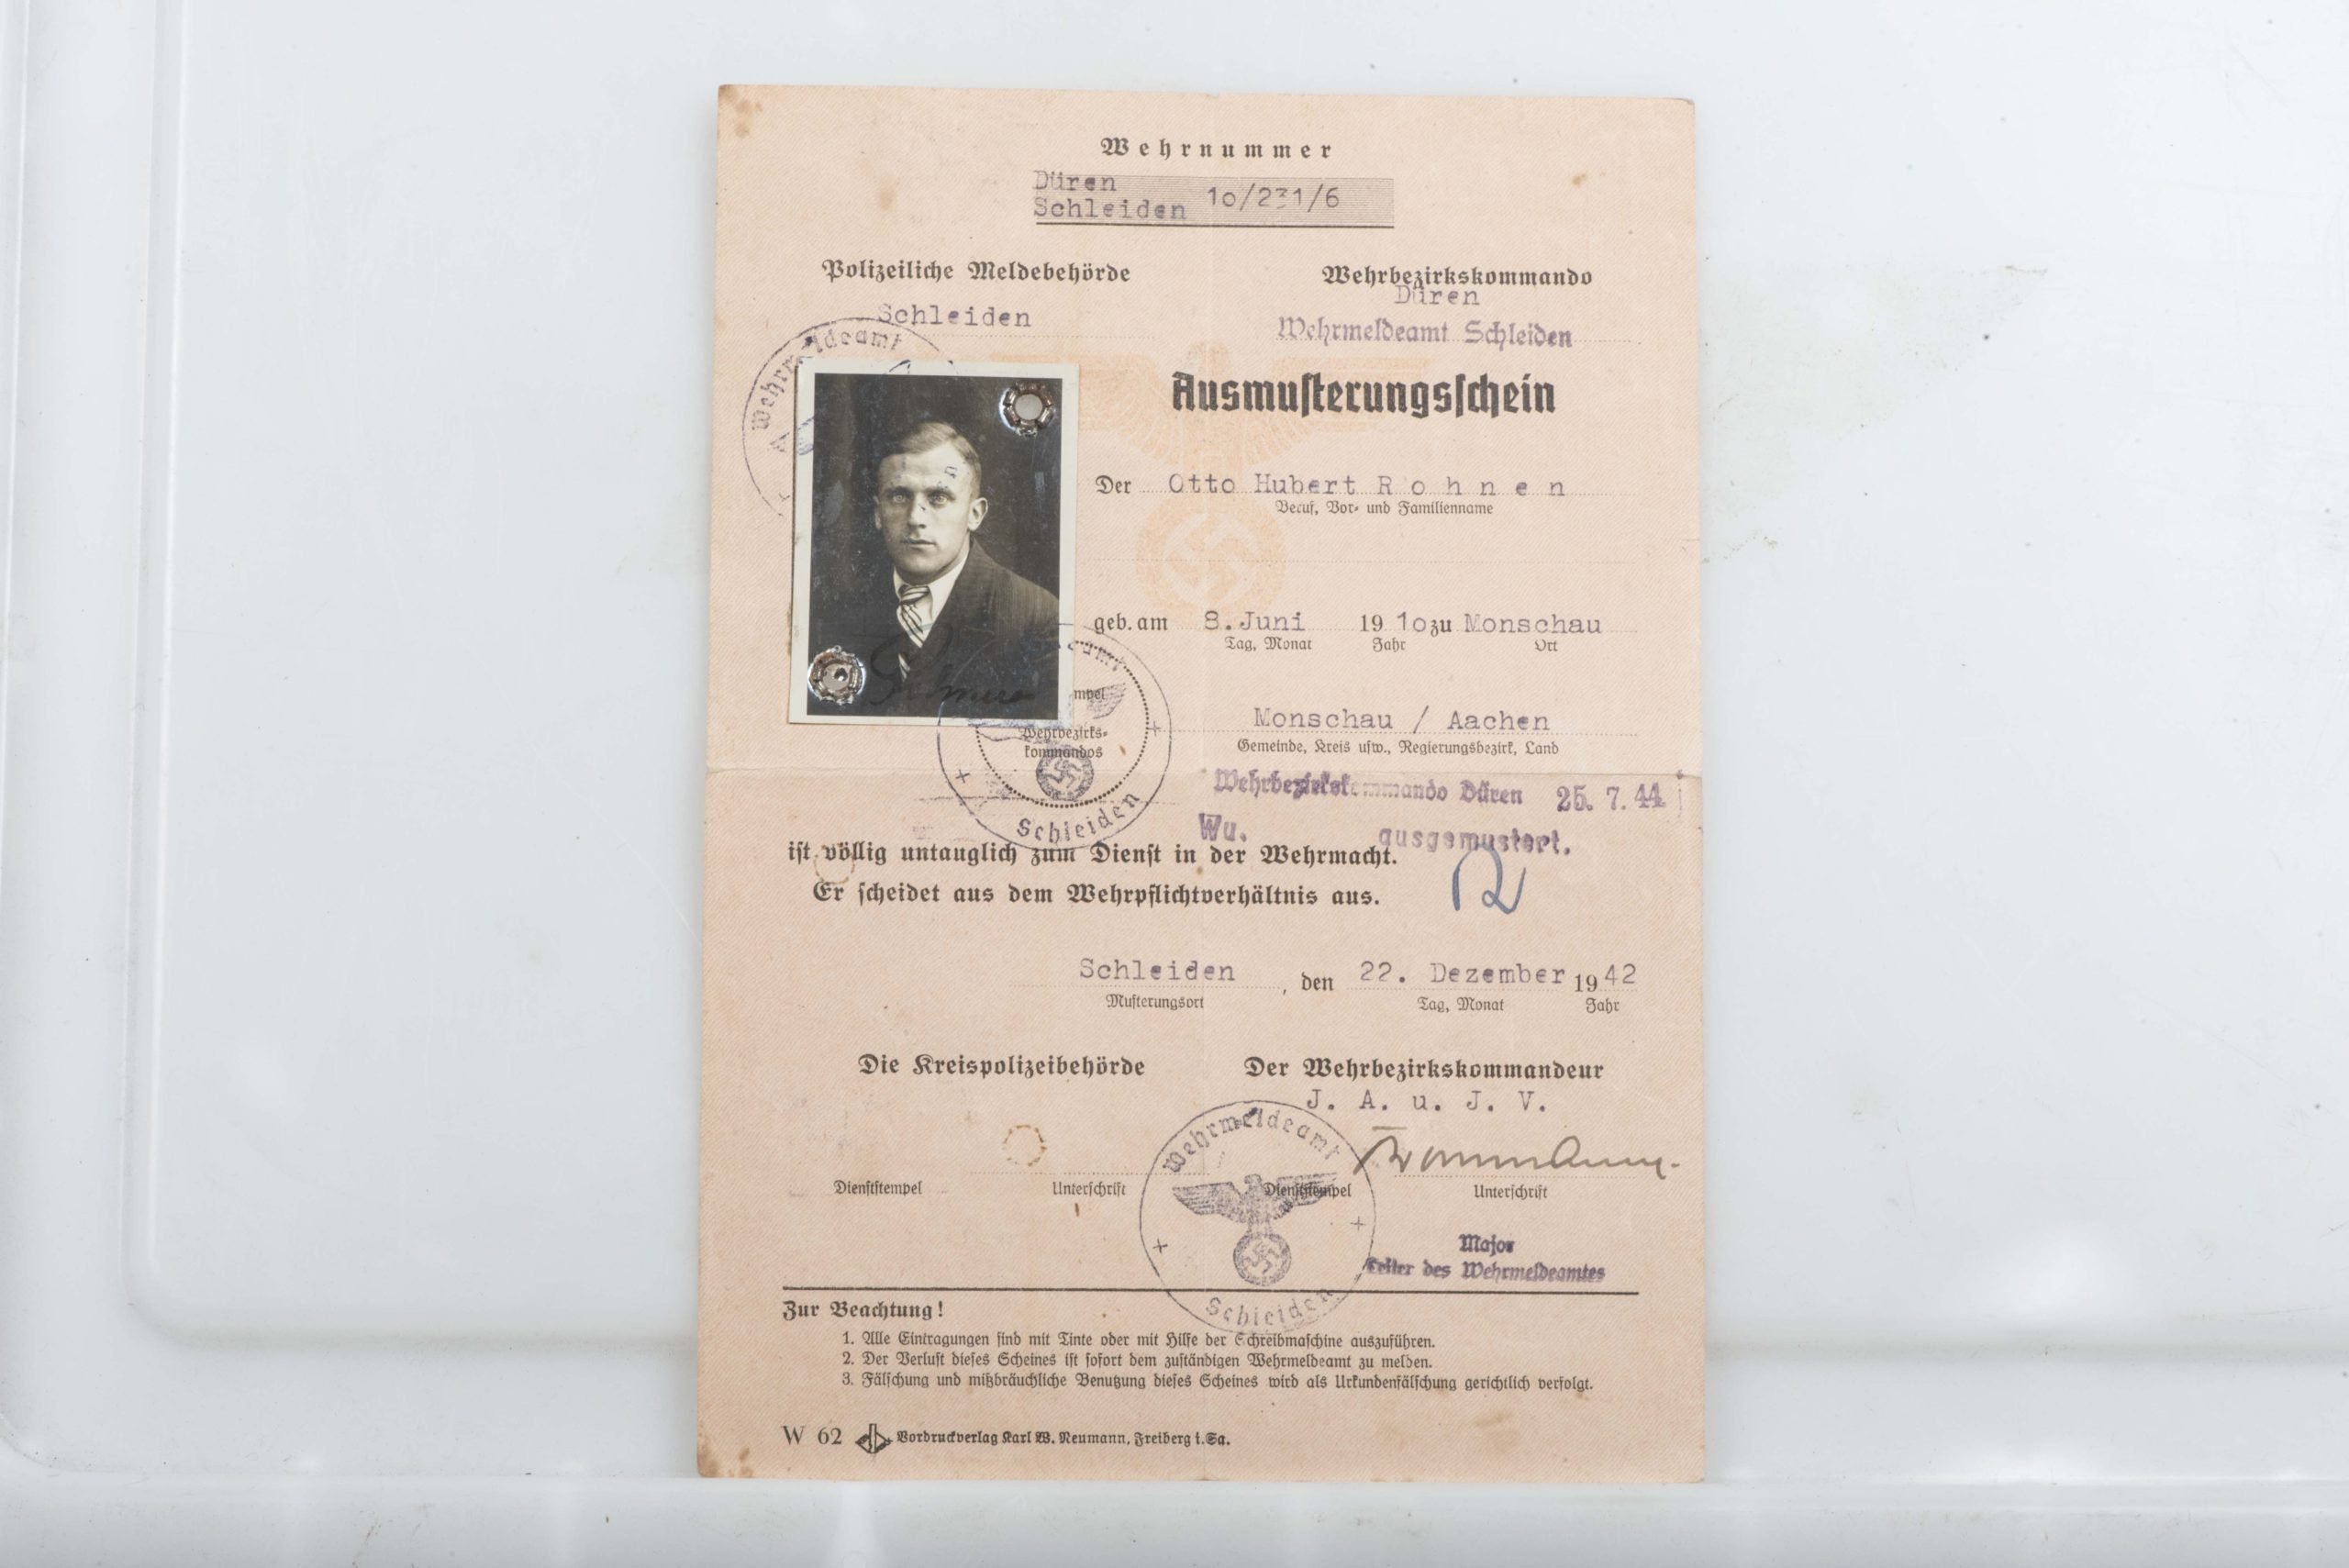 Wehrnummer
Düren
Schleiden 10/231/6
Polizeiliche Meldebehörde
Schleiden
Wehrbezirkskommando
Düren
Wehrmeldeamt Schleiden
Wehrmeldeamt
Ausmusterungsschein
Der Otto Hubert Rohnen
Beruf, Vor- und Familienname
geb. am 8. Juni 1910 zu Monschau
Tag, Monat Jahr Ort
Monschau / Aachen
Gemeinde, Kreis usw., Regierungsbezirk, Land
Wehrbezirks-
kommandos
Schleiden
Wehrbezirkskommando Düren 25. 7. 44
Wu. ausgemustert.
ist völlig untauglich zum Dienst in der Wehrmacht.
Er scheidet aus dem Wehrpflichtverhältnis aus.
Schleiden, den 22. Dezember 1942
Musterungsort Tag, Monat Jahr
Die Kreispolizeibehörde
Der Wehrbezirkskommandeur
J. A. u. J. V.
Wehrmeldeamt
Schleiden
Dienststempel Unterschrift Dienststempel Unterschrift
Major
Leiter des Wehrmeldeamtes
Zur Beachtung!
1. Alle Eintragungen sind mit Tinte oder mit Hilfe der Schreibmaschine auszuführen.
2. Der Verlust dieses Scheines ist sofort dem zuständigen Wehrmeldeamt zu melden.
3. Fälschung und mißbräuchliche Benutzung dieses Scheines wird als Urkundenfälschung gerichtlich verfolgt.
W 62 Vordruckverlag Karl W. Neumann, Freiberg i. Sa.